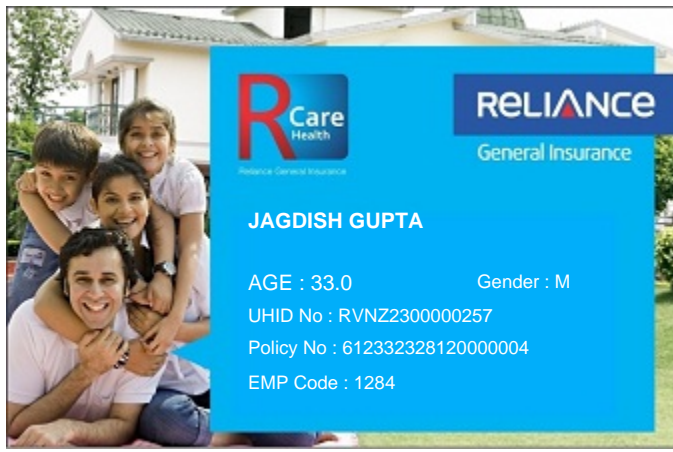 R Care
Health
Reliance General Insurance
RELIANCE
General Insurance
JAGDISH GUPTA
AGE : 33.0 Gender : M
UHID No : RVNZ2300000257
Policy No : 612332328120000004
EMP Code : 1284